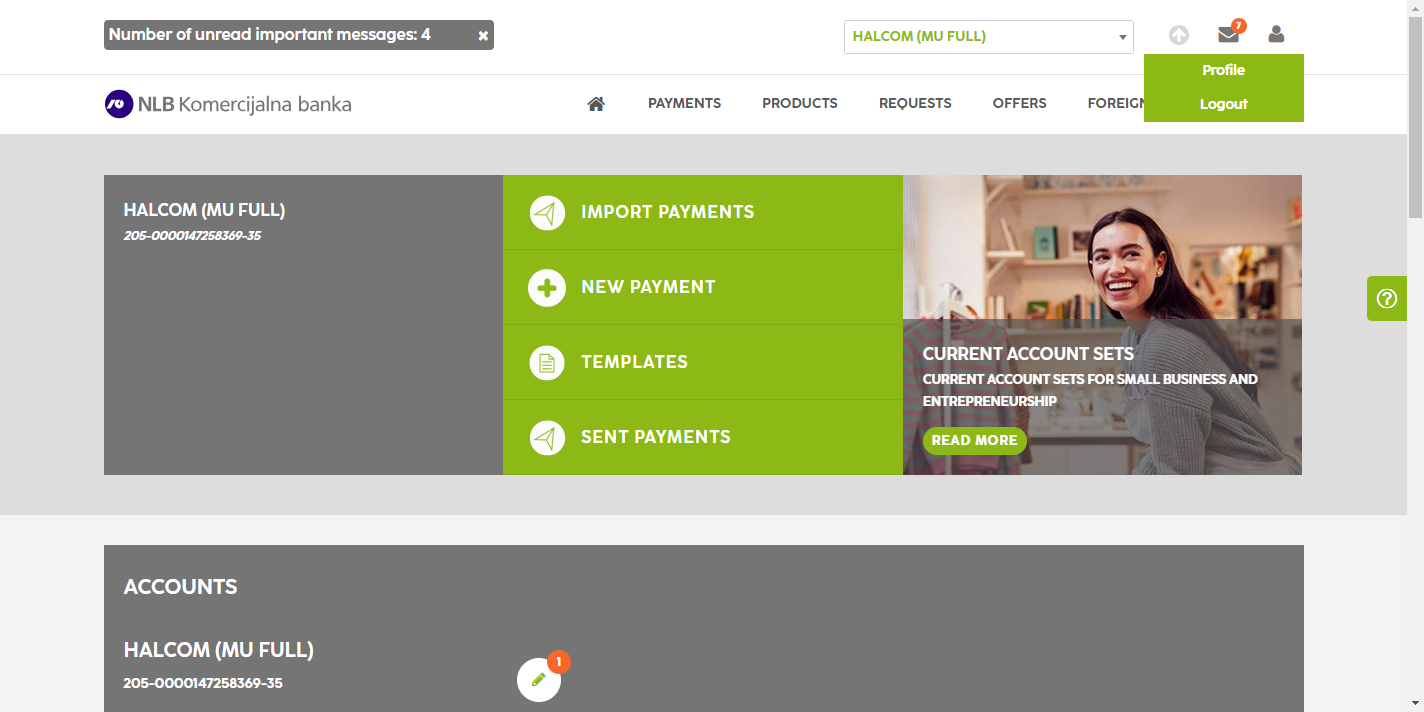 Number of unread important messages: 4 ×
HALCOM (MU FULL)
7
Profile
Logout
NLB Komercijalna banka
PAYMENTS PRODUCTS REQUESTS OFFERS FOREIGN
HALCOM (MU FULL)
205-0000147258369-35
IMPORT PAYMENTS
NEW PAYMENT
TEMPLATES
SENT PAYMENTS
CURRENT ACCOUNT SETS
CURRENT ACCOUNT SETS FOR SMALL BUSINESS AND
ENTREPRENEURSHIP
READ MORE
?
ACCOUNTS
HALCOM (MU FULL)
205-0000147258369-35
1